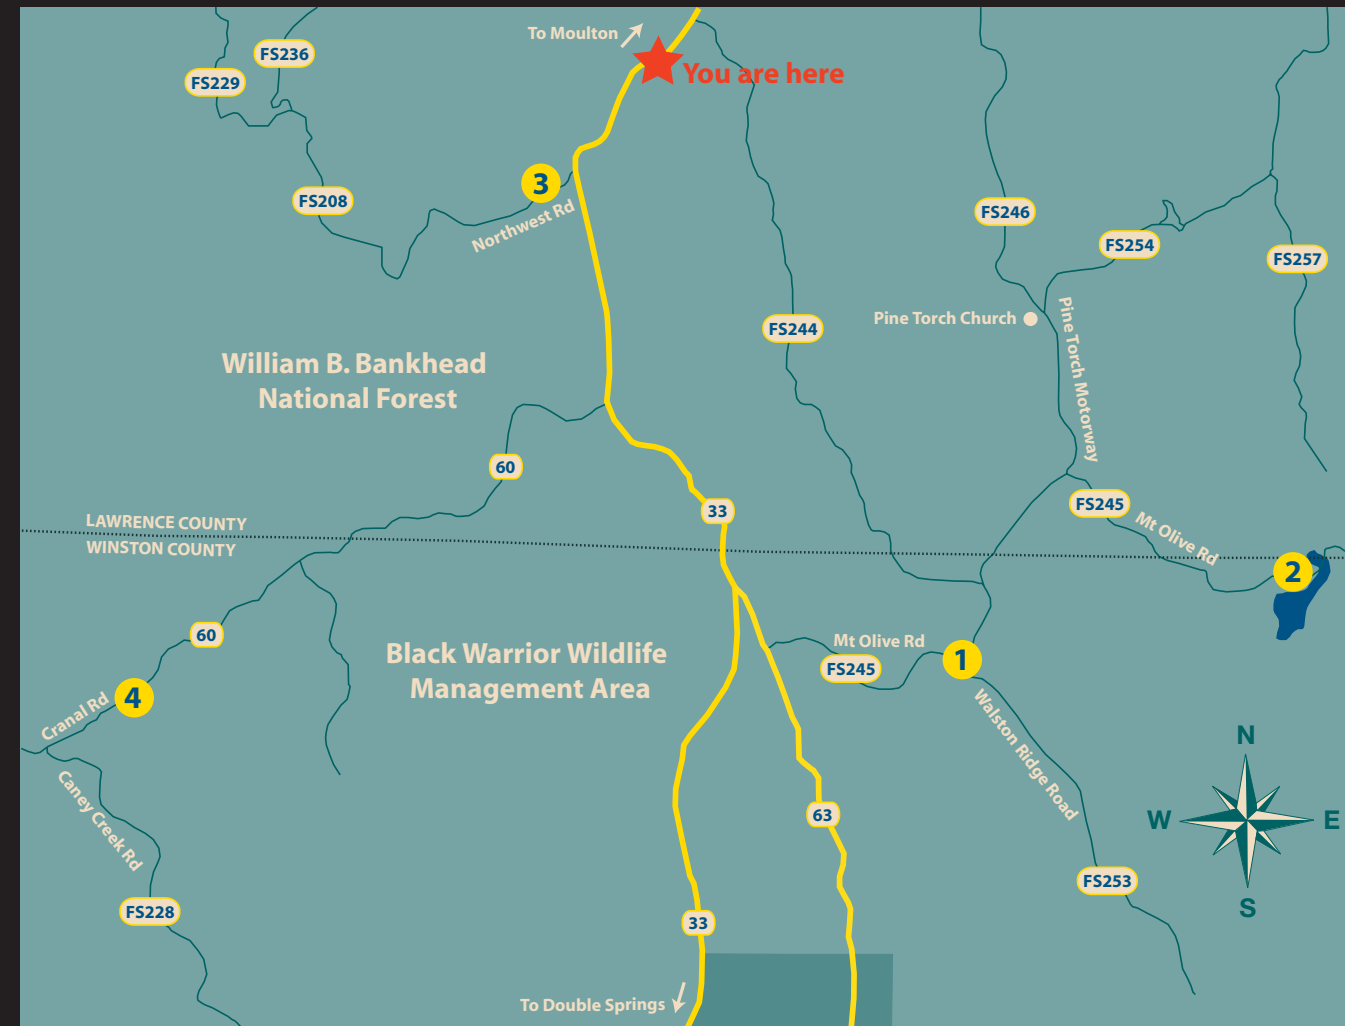 To Moulton
You are here
FS236
FS229
3
FS208
Northwest Rd
FS246
FS254
FS257
Pine Torch Church
FS244
Pine Torch Motorway
William B. Bankhead
National Forest
60
33
FS245
Mt Olive Rd
LAWRENCE COUNTY
WINSTON COUNTY
2
60
Black Warrior Wildlife
Management Area
Mt Olive Rd
FS245
1
4
Cranal Rd
Walston Ridge Road
Caney Creek Rd
63
N
W
E
S
FS253
FS228
33
To Double Springs